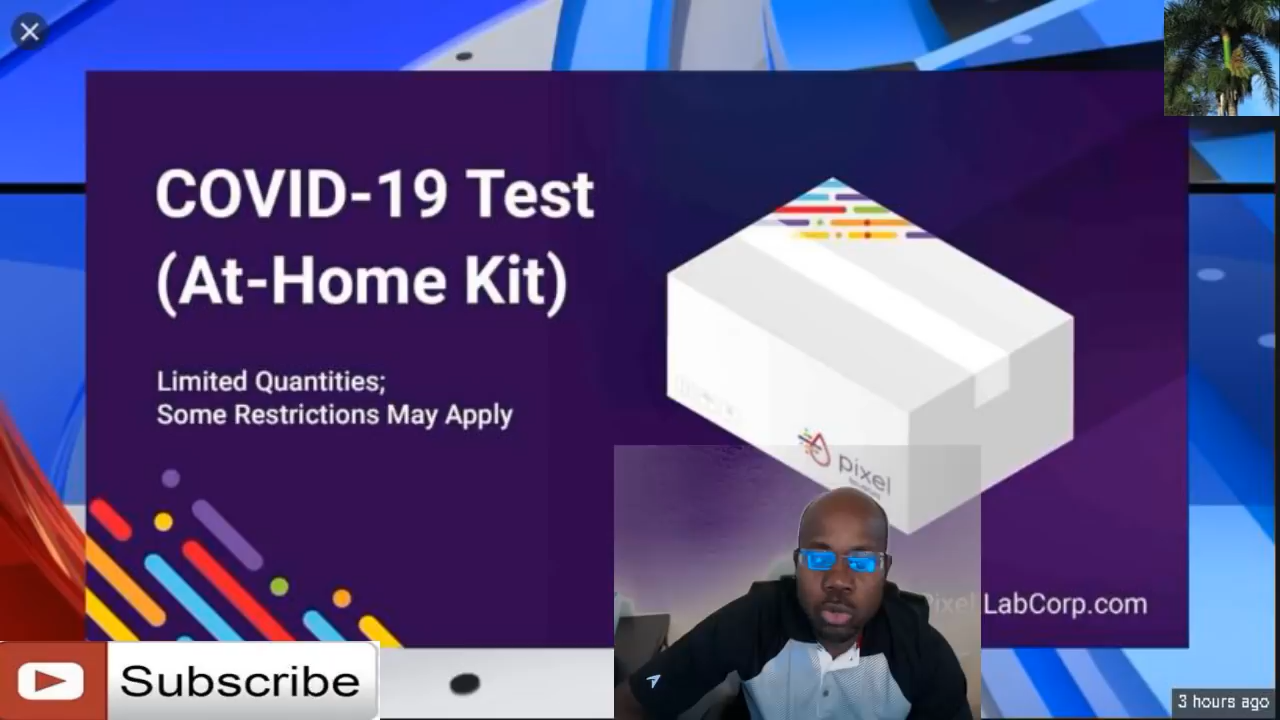 COVID-19 Test
(At-Home Kit)
Limited Quantities;
Some Restrictions May Apply
pixel
Pixel LabCorp.com
Subscribe
3 hours ago